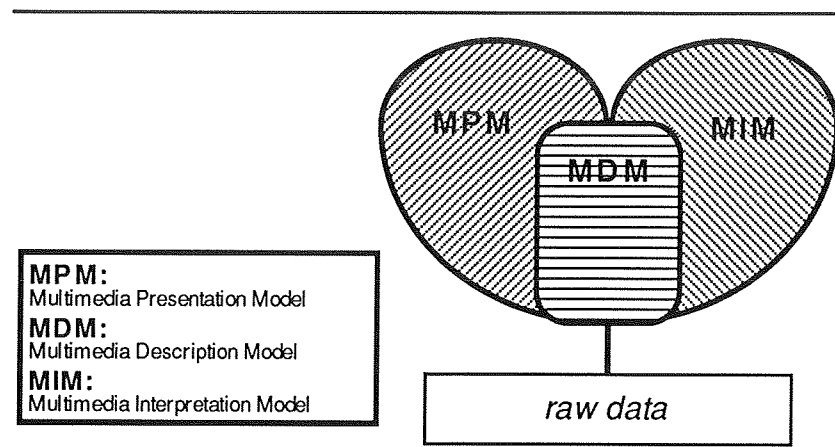 MPM
MIM
MDM
MPM:
Multimedia Presentation Model
MDM:
Multimedia Description Model
MIM:
Multimedia Interpretation Model
raw data